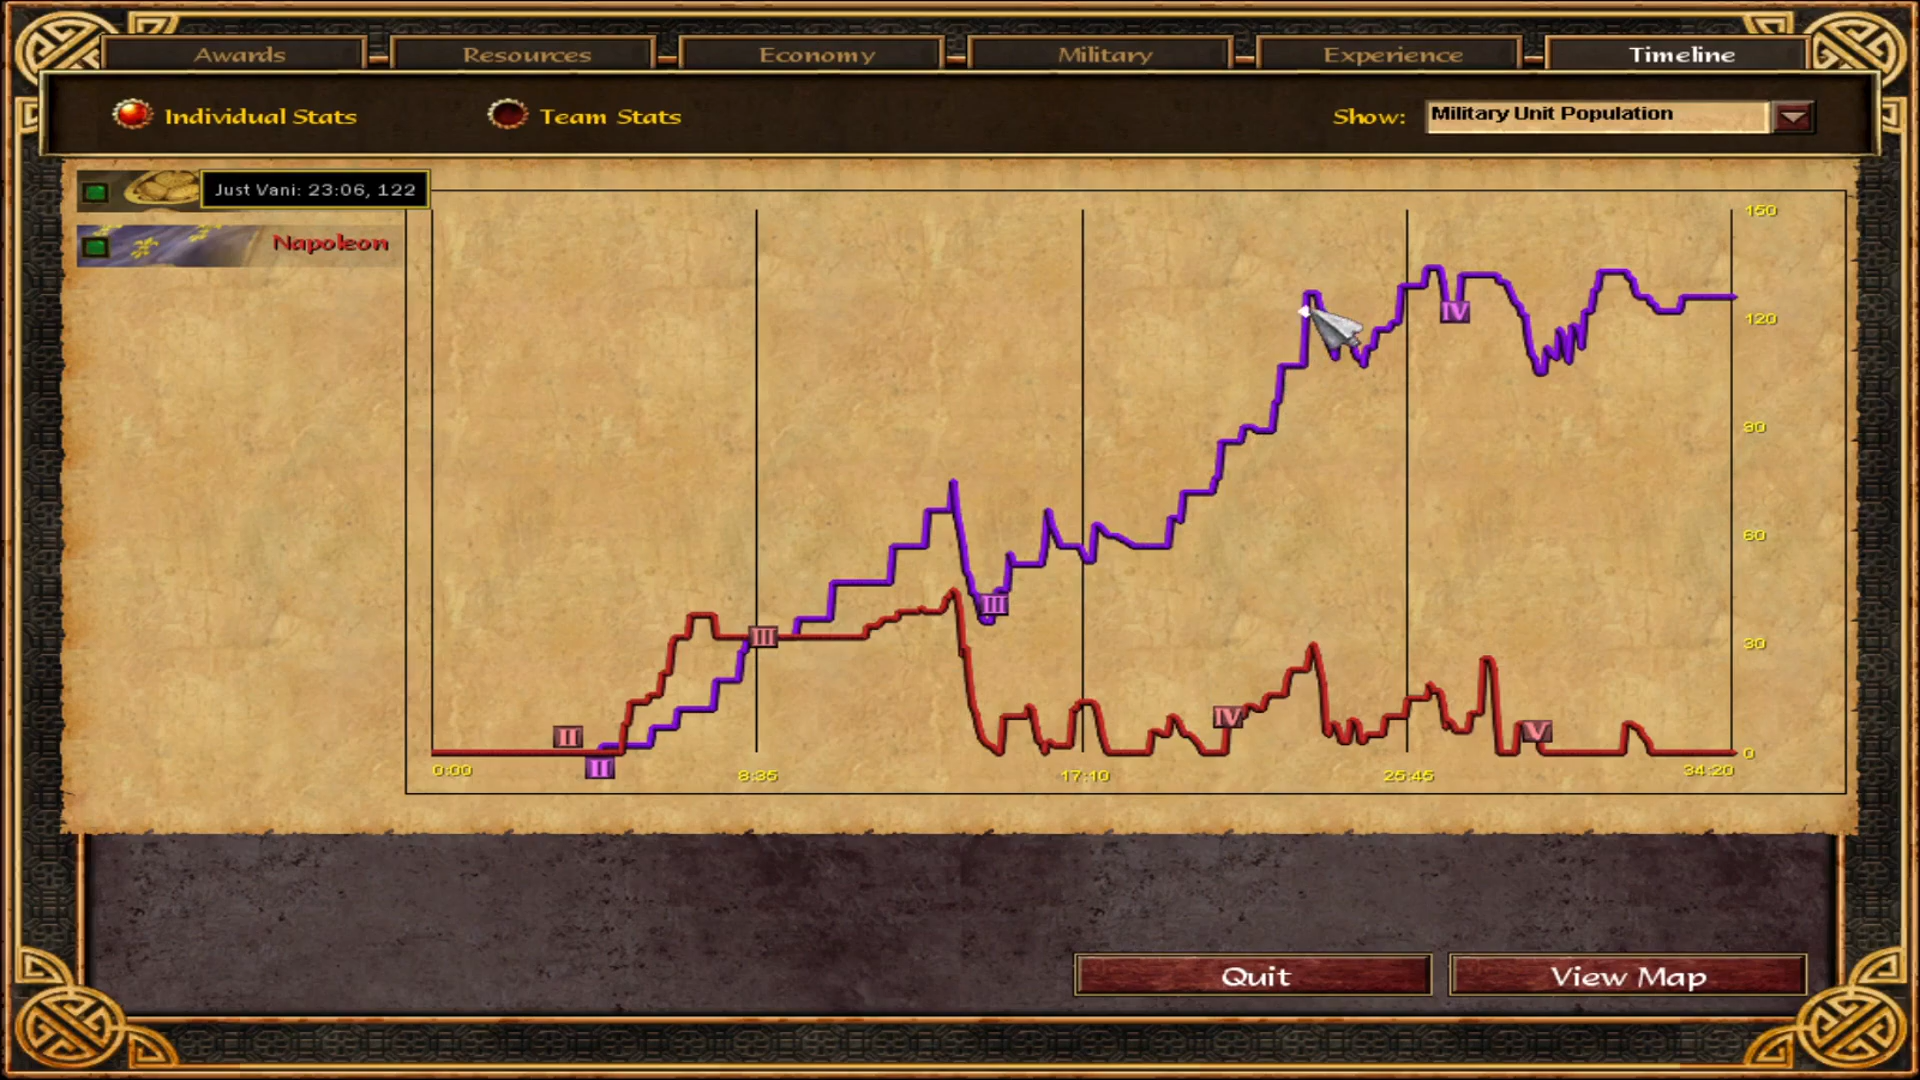 Awards Resources Economy Military Experience Timeline
Individual Stats Team Stats Show: Military Unit Population
Just Vani: 23:06, 122
Napoleon
150
120
90
60
30
0
II
II
III
III
IV
IV
V
0:00 8:35 17:10 25:45 34:20
Quit View Map